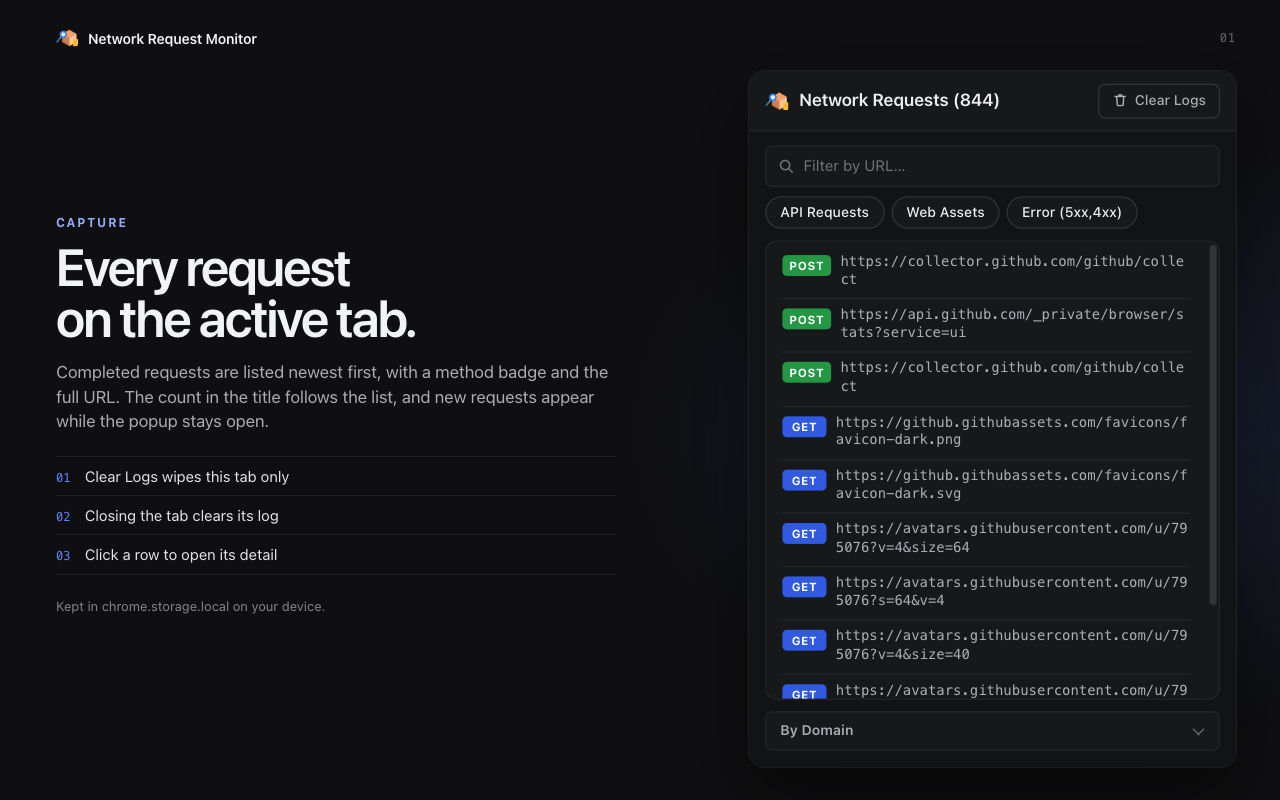 Network Request Monitor
01
CAPTURE
Every request
on the active tab.
Completed requests are listed newest first, with a method badge and the
full URL. The count in the title follows the list, and new requests appear
while the popup stays open.
01 Clear Logs wipes this tab only
02 Closing the tab clears its log
03 Click a row to open its detail
Kept in chrome.storage.local on your device.
Network Requests (844)
Clear Logs
Filter by URL...
API Requests
Web Assets
Error (5xx,4xx)
POST https://collector.github.com/github/colle
ct
POST https://api.github.com/_private/browser/s
tats?service=ui
POST https://collector.github.com/github/colle
ct
GET https://github.githubassets.com/favicons/f
avicon-dark.png
GET https://github.githubassets.com/favicons/f
avicon-dark.svg
GET https://avatars.githubusercontent.com/u/79
5076?v=4&size=64
GET https://avatars.githubusercontent.com/u/79
5076?s=64&v=4
GET https://avatars.githubusercontent.com/u/79
5076?v=4&size=40
GET https://avatars.githubusercontent.com/u/79
By Domain